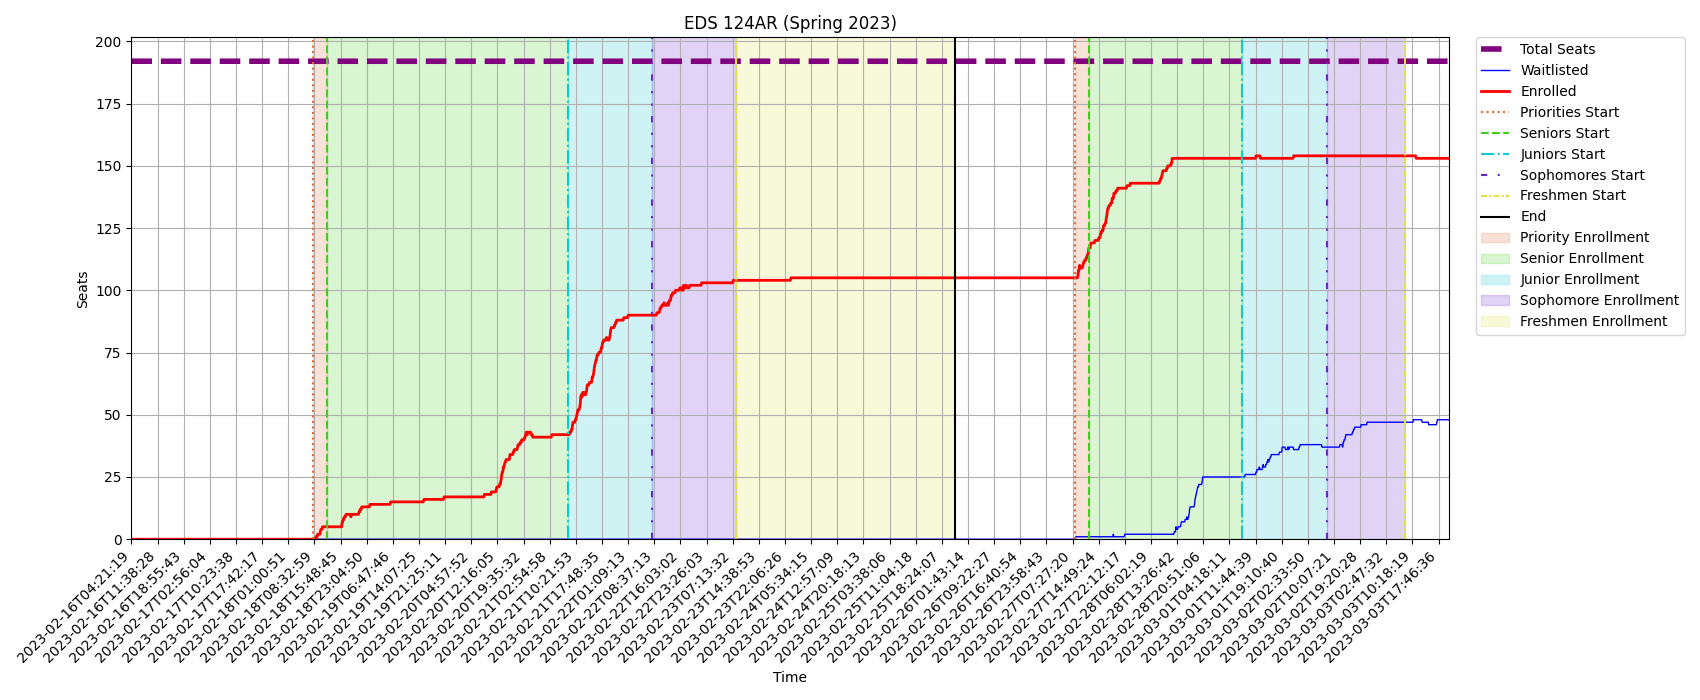 EDS 124AR (Spring 2023)
200
175
150
125
100
75
50
25
0
Seats
2023-02-16T04:21:19
2023-02-16T11:38:28
2023-02-16T18:55:43
2023-02-17T02:56:04
2023-02-17T10:23:38
2023-02-17T17:42:17
2023-02-18T01:00:51
2023-02-18T08:32:59
2023-02-18T15:48:45
2023-02-18T23:04:50
2023-02-19T06:47:46
2023-02-19T14:07:25
2023-02-19T21:25:11
2023-02-20T04:57:52
2023-02-20T12:16:05
2023-02-20T19:35:32
2023-02-21T02:54:58
2023-02-21T10:21:53
2023-02-21T17:48:35
2023-02-22T01:09:13
2023-02-22T08:37:13
2023-02-22T16:03:02
2023-02-22T23:26:03
2023-02-23T07:13:32
2023-02-23T14:38:53
2023-02-23T22:06:26
2023-02-24T05:34:15
2023-02-24T12:57:09
2023-02-24T20:18:13
2023-02-25T03:38:06
2023-02-25T11:04:18
2023-02-25T18:24:07
2023-02-26T01:43:14
2023-02-26T09:22:27
2023-02-26T16:40:54
2023-02-26T23:58:43
2023-02-27T07:27:20
2023-02-27T14:49:24
2023-02-27T22:12:17
2023-02-28T06:02:19
2023-02-28T13:26:42
2023-02-28T20:51:06
2023-03-01T04:18:11
2023-03-01T11:44:39
2023-03-01T19:10:40
2023-03-02T02:33:50
2023-03-02T10:07:21
2023-03-02T19:20:28
2023-03-03T02:47:32
2023-03-03T10:18:19
2023-03-03T17:46:36
Time
Total Seats
Waitlisted
Enrolled
Priorities Start
Seniors Start
Juniors Start
Sophomores Start
Freshmen Start
End
Priority Enrollment
Senior Enrollment
Junior Enrollment
Sophomore Enrollment
Freshmen Enrollment